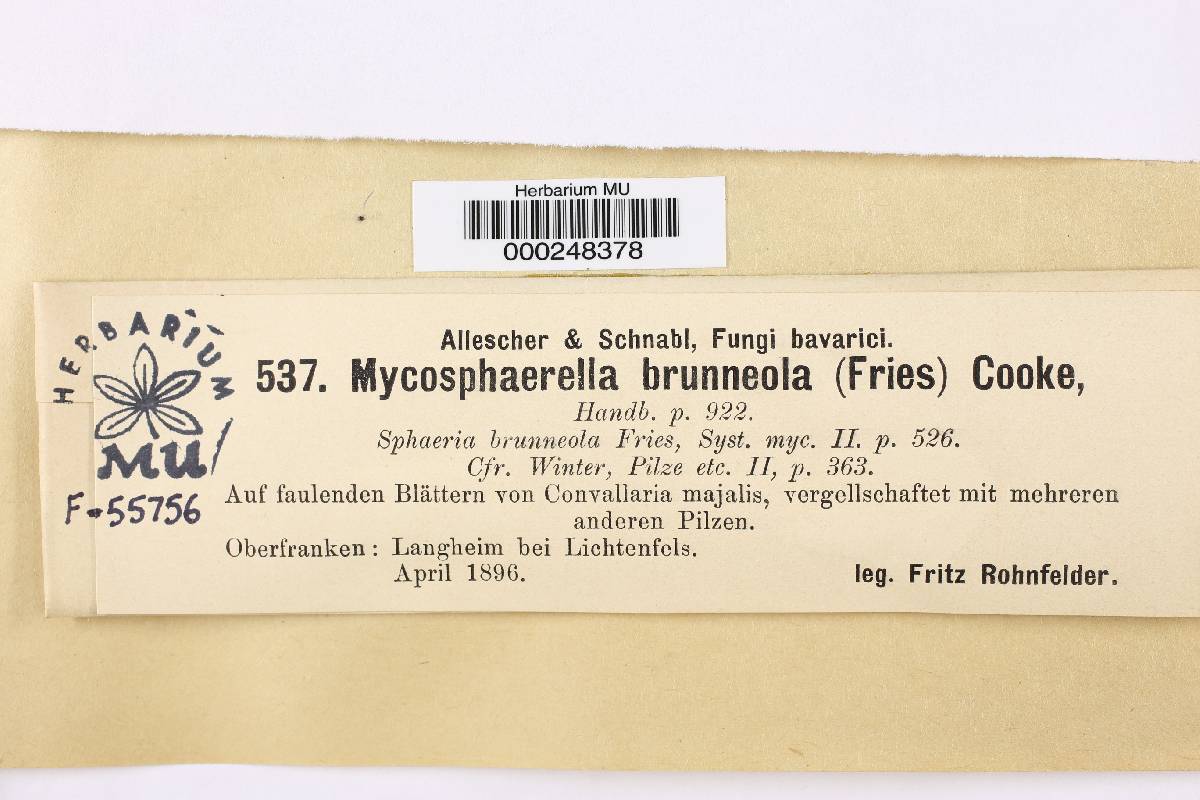 Herbarium MU
000248378
HERBARIUM
MU
F-55756
Allescher & Schnabl, Fungi bavarici.
537. Mycosphaerella brunneola (Fries) Cooke,
Handb. p. 922.
Sphaeria brunneola Fries, Syst. myc. II. p. 526.
Cfr. Winter, Pilze etc. II, p. 363.
Auf faulenden Blättern von Convallaria majalis, vergellschaftet mit mehreren
anderen Pilzen.
Oberfranken: Langheim bei Lichtenfels.
April 1896.
leg. Fritz Rohnfelder.